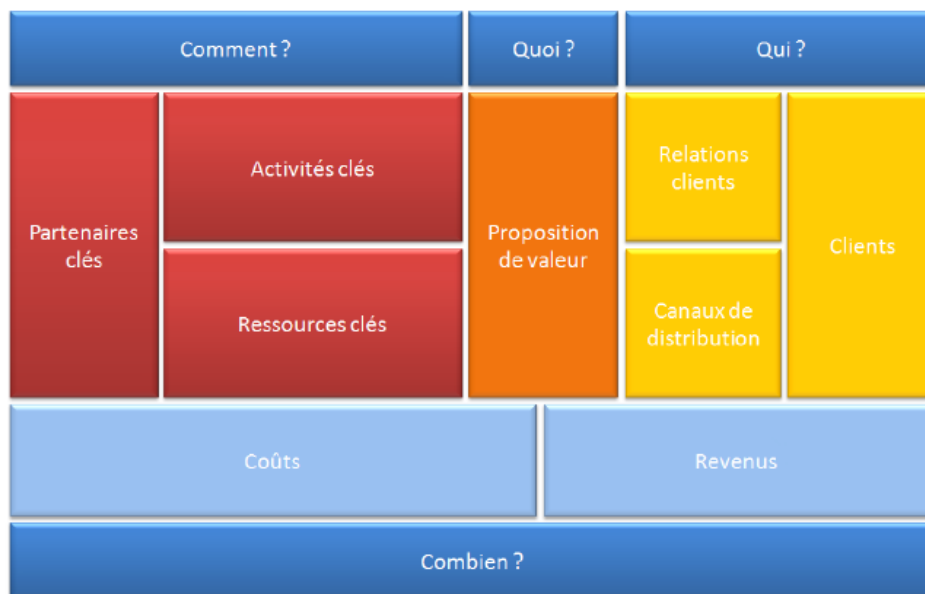 Comment ?
Quoi ?
Qui ?
Partenaires
clés
Activités clés
Ressources clés
Proposition
de valeur
Relations
clients
Canaux de
distribution
Clients
Coûts
Revenus
Combien ?